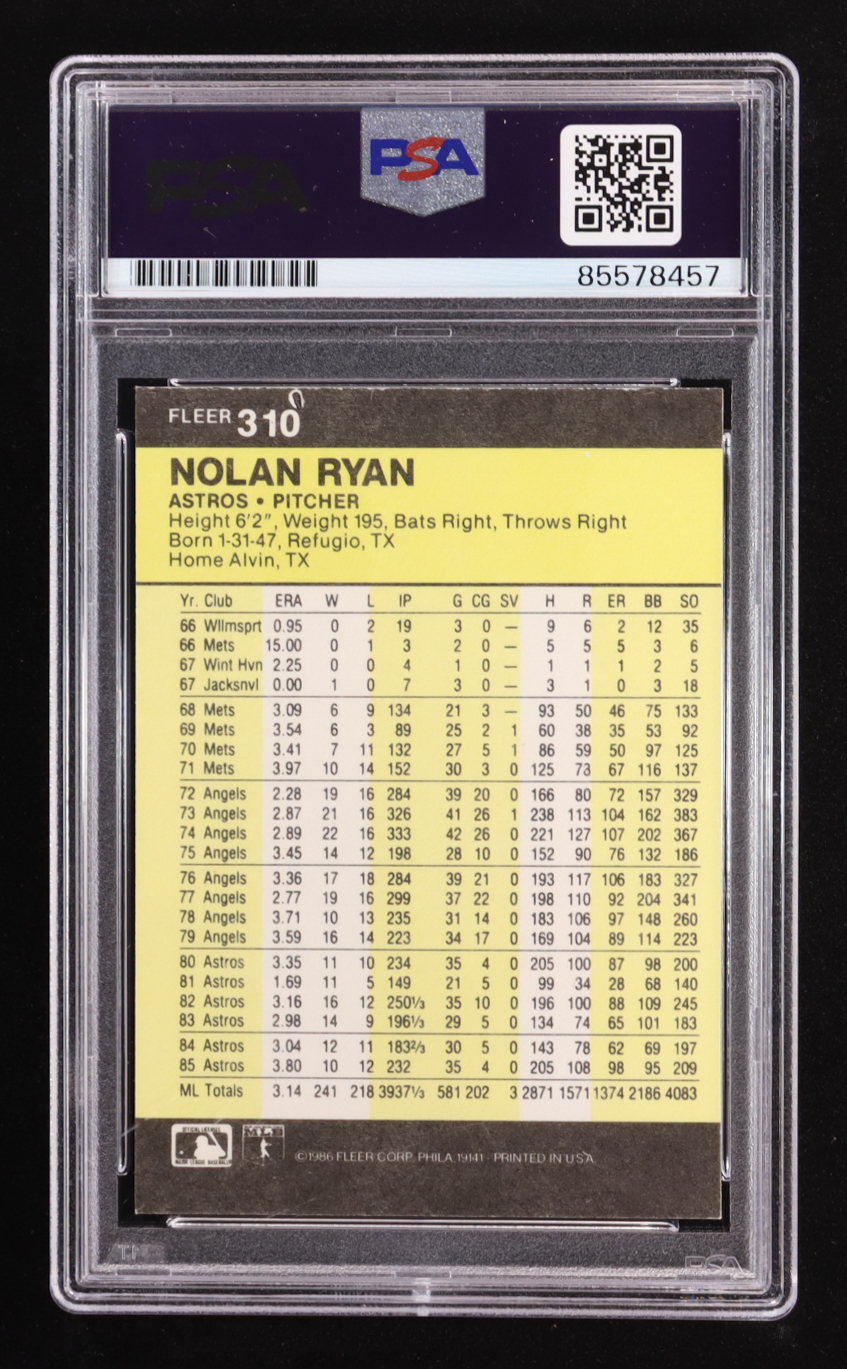 PSA PSA
85578457
FLEER 310
NOLAN RYAN
ASTROS • PITCHER
Height 6'2", Weight 195, Bats Right, Throws Right
Born 1-31-47, Refugio, TX
Home Alvin, TX
Yr. Club ERA W L IP G CG SV H R ER BB SO
66 Wllmsprt 0.95 0 2 19 3 0 — 9 6 2 12 35
66 Mets 15.00 0 1 3 2 0 — 5 5 5 3 6
67 Wint Hvn 2.25 0 0 4 1 0 — 1 1 1 2 5
67 Jacksnvl 0.00 1 0 7 3 0 — 3 1 0 3 18
68 Mets 3.09 6 9 134 21 3 — 93 50 46 75 133
69 Mets 3.54 6 3 89 25 2 1 60 38 35 53 92
70 Mets 3.41 7 11 132 27 5 1 86 59 50 97 125
71 Mets 3.97 10 14 152 30 3 0 125 73 67 116 137
72 Angels 2.28 19 16 284 39 20 0 166 80 72 157 329
73 Angels 2.87 21 16 326 41 26 1 238 113 104 162 383
74 Angels 2.89 22 16 333 42 26 0 221 127 107 202 367
75 Angels 3.45 14 12 198 28 10 0 152 90 76 132 186
76 Angels 3.36 17 18 284 39 21 0 193 117 106 183 327
77 Angels 2.77 19 16 299 37 22 0 198 110 92 204 341
78 Angels 3.71 10 13 235 31 14 0 183 106 97 148 260
79 Angels 3.59 16 14 223 34 17 0 169 104 89 114 223
80 Astros 3.35 11 10 234 35 4 0 205 100 87 98 200
81 Astros 1.69 11 5 149 21 5 0 99 34 28 68 140
82 Astros 3.16 16 12 250⅓ 35 10 0 196 100 88 109 245
83 Astros 2.98 14 9 196⅓ 29 5 0 134 74 65 101 183
84 Astros 3.04 12 11 183⅔ 30 5 0 143 78 62 69 197
85 Astros 3.80 10 12 232 35 4 0 205 108 98 95 209
ML Totals 3.14 241 218 3937⅓ 581 202 3 2871 1571 1374 2186 4083
OFFICIAL LICENSEE
MAJOR LEAGUE BASEBALL
©1986 FLEER CORP. PHILA. 19141 PRINTED IN U.S.A.
PSA